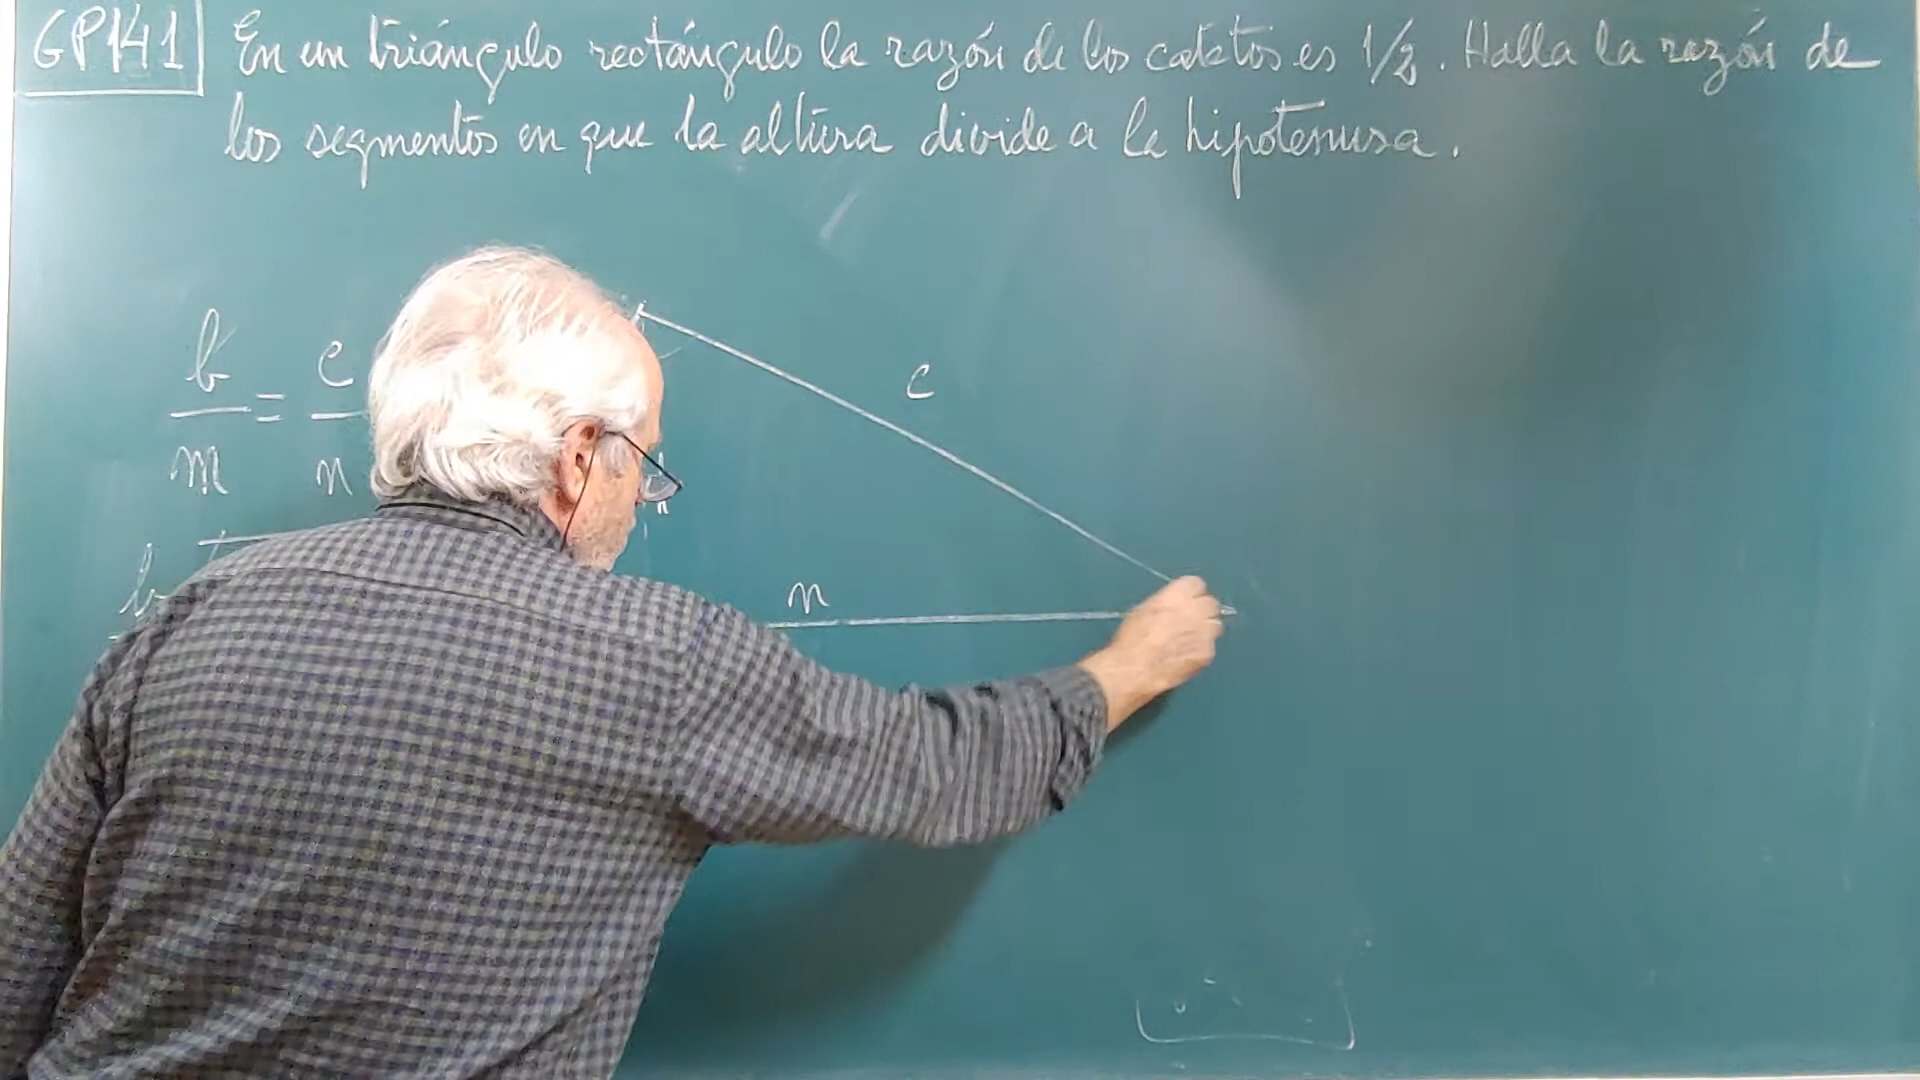 GP141 En un triángulo rectángulo la razón de los catetos es 1/2. Halla la razón de
los segmentos en que la altura divide a la hipotenusa.
b = c
m n
c
h
n
b